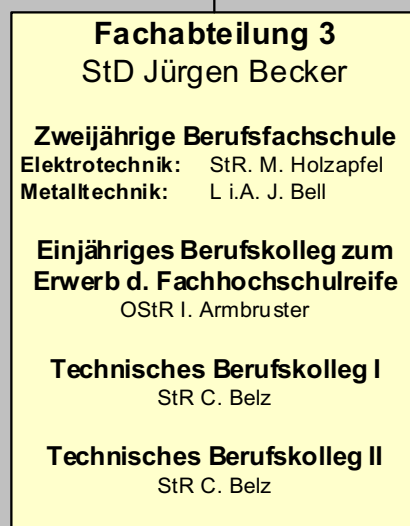 Fachabteilung 3
StD Jürgen Becker
Zweijährige Berufsfachschule
Elektrotechnik: StR. M. Holzapfel
Metalltechnik: L i.A. J. Bell
Einjähriges Berufskolleg zum
Erwerb d. Fachhochschulreife
OStR I. Armbruster
Technisches Berufskolleg I
StR C. Belz
Technisches Berufskolleg II
StR C. Belz